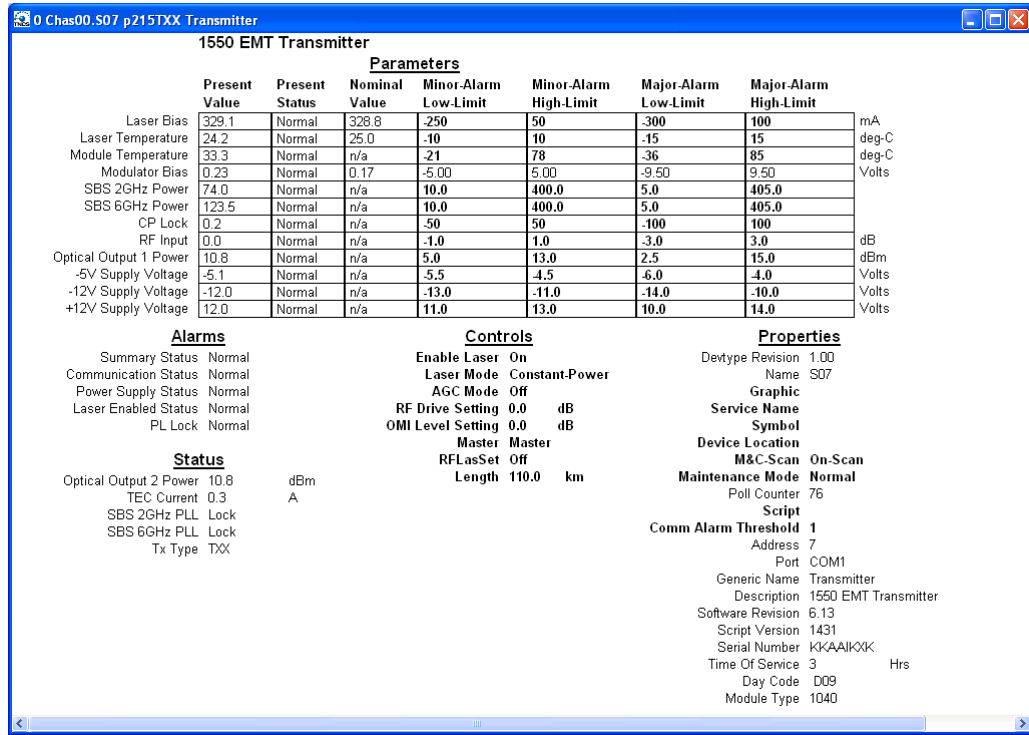 TNCS 0 Chas00.S07 p215TXX Transmitter
1550 EMT Transmitter
Parameters
Present Present Nominal Minor-Alarm Minor-Alarm Major-Alarm Major-Alarm
Value Status Value Low-Limit High-Limit Low-Limit High-Limit
Laser Bias 329.1 Normal 328.8 -250 50 -300 100 mA
Laser Temperature 24.2 Normal 25.0 -10 10 -15 15 deg-C
Module Temperature 33.3 Normal n/a -21 78 -36 85 deg-C
Modulator Bias 0.23 Normal 0.17 -5.00 5.00 -9.50 9.50 Volts
SBS 2GHz Power 74.0 Normal n/a 10.0 400.0 5.0 405.0
SBS 6GHz Power 123.5 Normal n/a 10.0 400.0 5.0 405.0
CP Lock 0.2 Normal n/a -50 50 -100 100
RF Input 0.0 Normal n/a -1.0 1.0 -3.0 3.0 dB
Optical Output 1 Power 10.8 Normal n/a 5.0 13.0 2.5 15.0 dBm
-5V Supply Voltage -5.1 Normal n/a -5.5 -4.5 -6.0 -4.0 Volts
-12V Supply Voltage -12.0 Normal n/a -13.0 -11.0 -14.0 -10.0 Volts
+12V Supply Voltage 12.0 Normal n/a 11.0 13.0 10.0 14.0 Volts
Alarms
Summary Status Normal
Communication Status Normal
Power Supply Status Normal
Laser Enabled Status Normal
PL Lock Normal
Status
Optical Output 2 Power 10.8 dBm
TEC Current 0.3 A
SBS 2GHz PLL Lock
SBS 6GHz PLL Lock
Tx Type TXX
Controls
Enable Laser On
Laser Mode Constant-Power
AGC Mode Off
RF Drive Setting 0.0 dB
OMI Level Setting 0.0 dB
Master Master
RFLasSet Off
Length 110.0 km
Properties
Devtype Revision 1.00
Name S07
Graphic
Service Name
Symbol
Device Location
M&C-Scan On-Scan
Maintenance Mode Normal
Poll Counter 76
Script
Comm Alarm Threshold 1
Address 7
Port COM1
Generic Name Transmitter
Description 1550 EMT Transmitter
Software Revision 6.13
Script Version 1431
Serial Number KKAAIKXK
Time Of Service 3 Hrs
Day Code D09
Module Type 1040